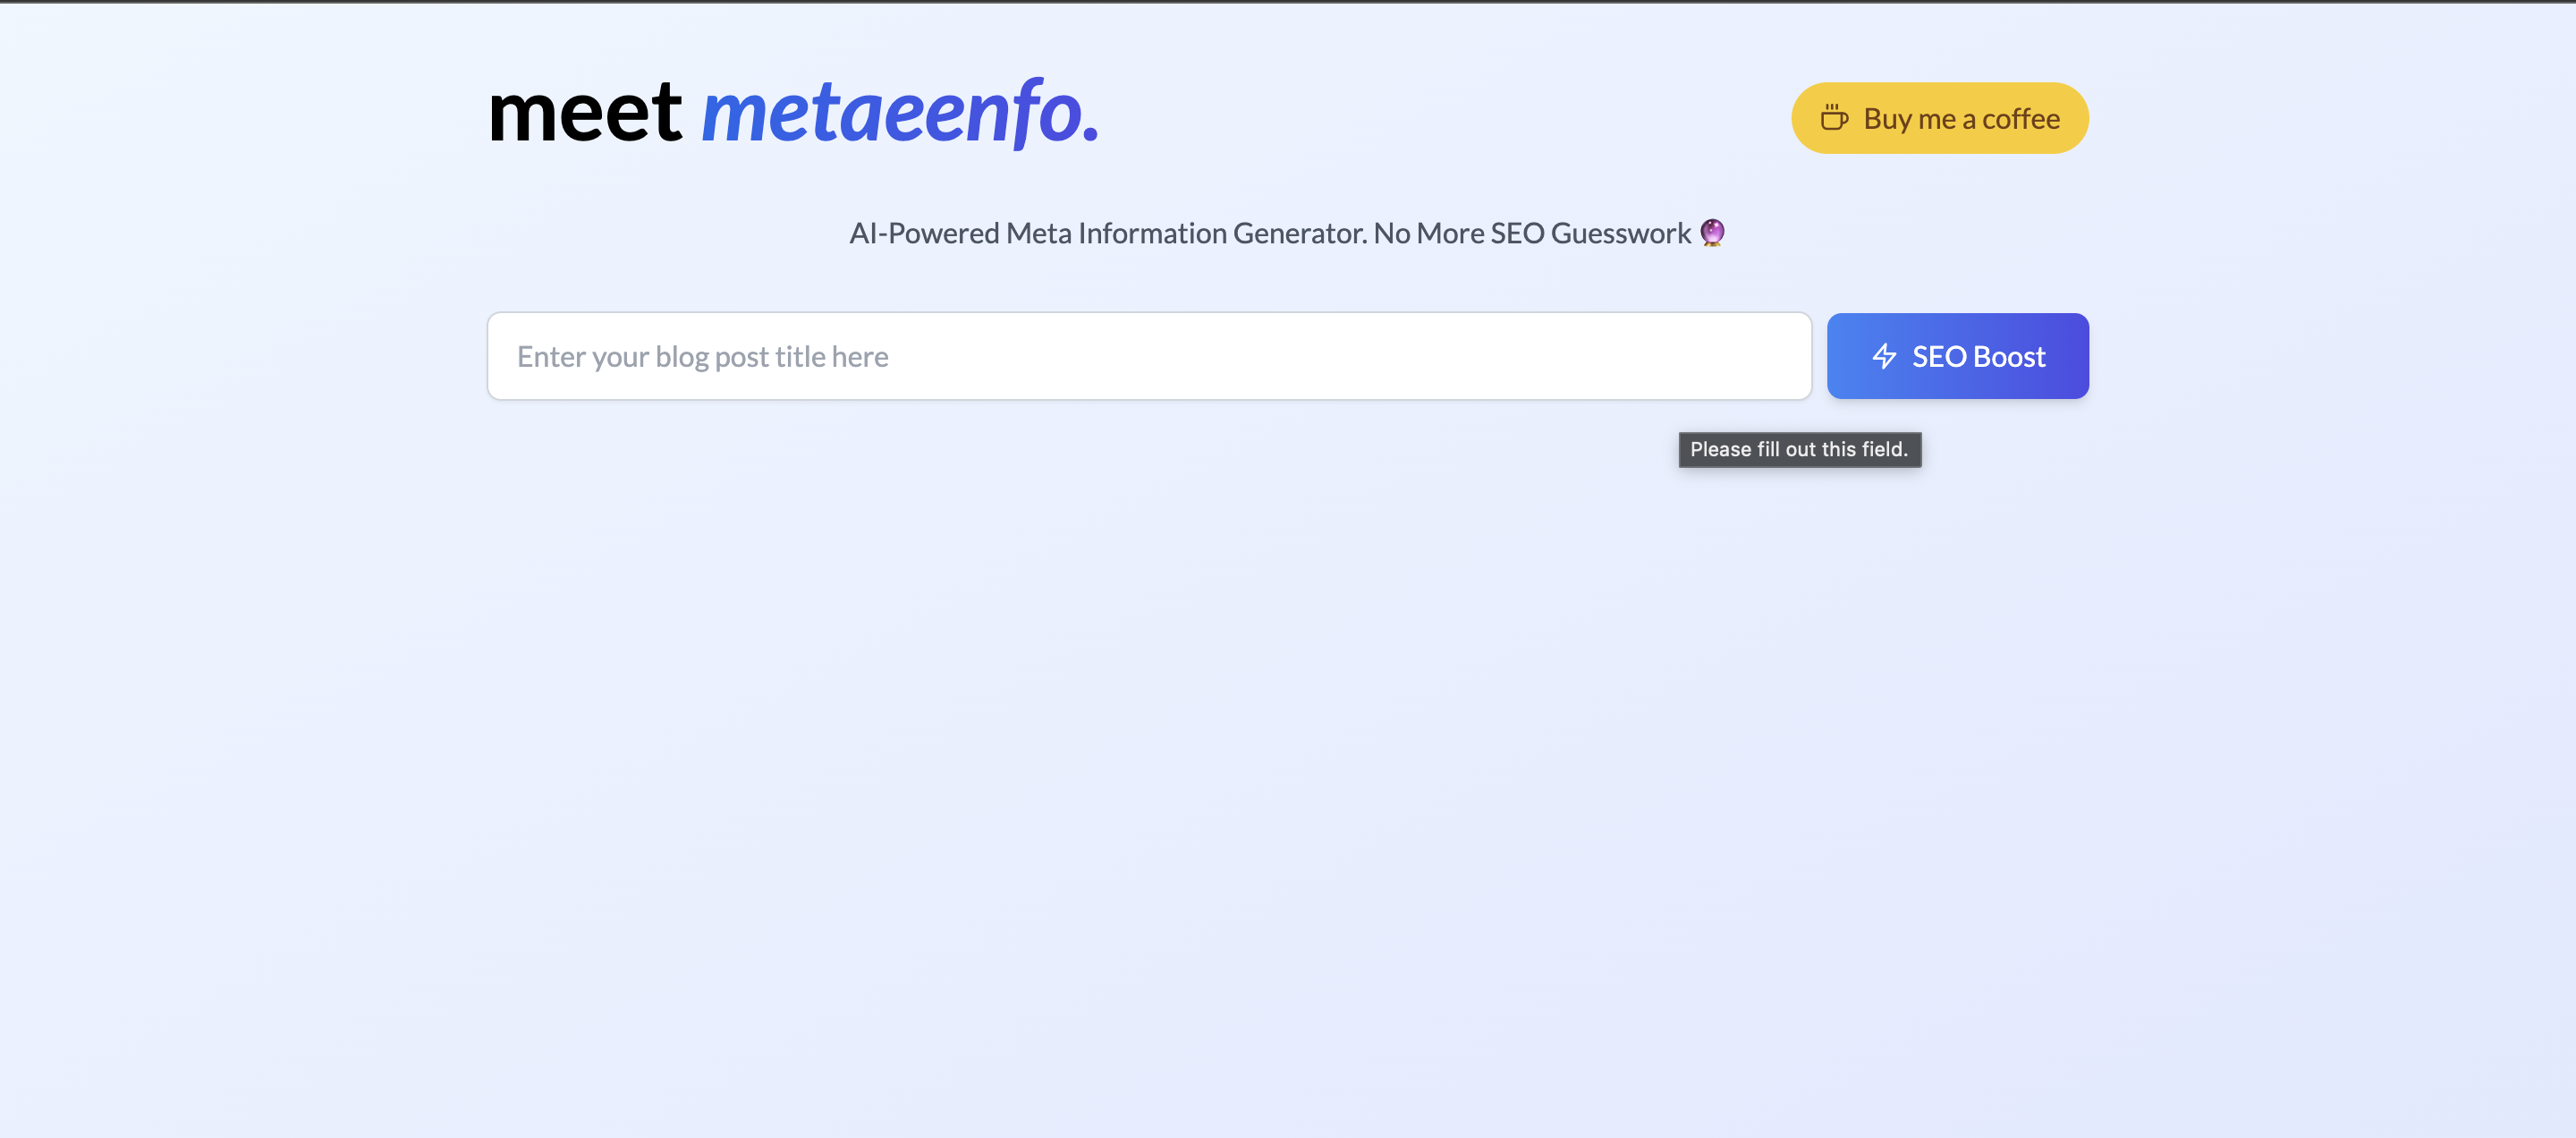 meet metaeenfo.
Buy me a coffee
AI-Powered Meta Information Generator. No More SEO Guesswork 🔮
Enter your blog post title here
SEO Boost
Please fill out this field.